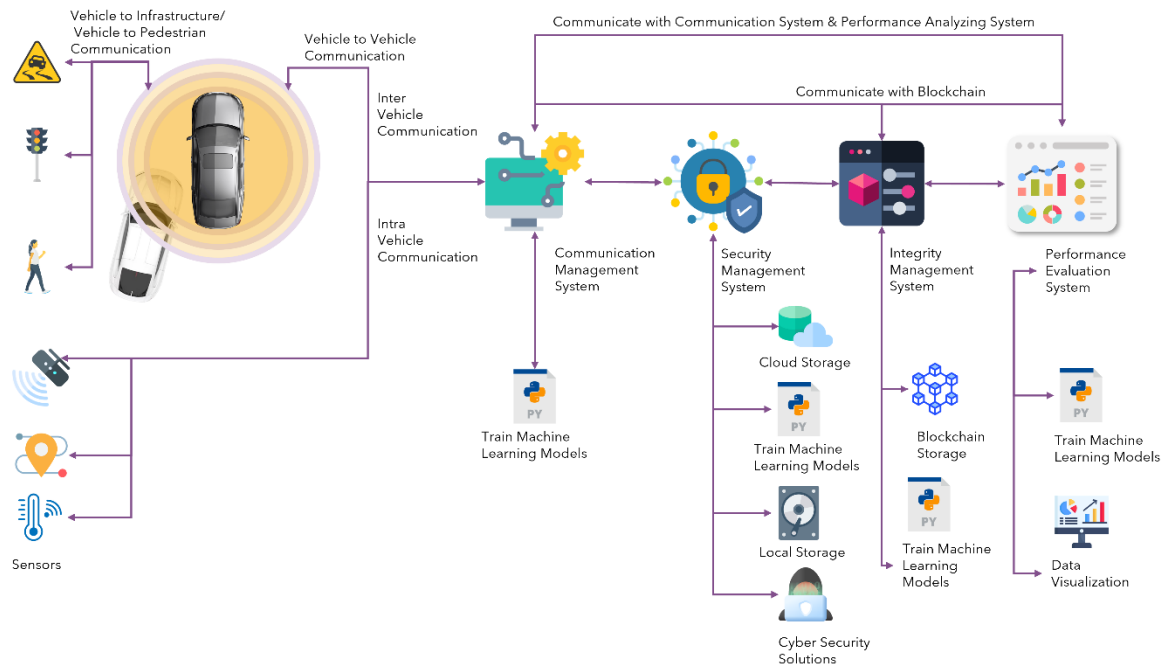 Vehicle to Infrastructure/
Vehicle to Pedestrian
Communication
Vehicle to Vehicle
Communication
Communicate with Communication System & Performance Analyzing System
Communicate with Blockchain
Inter
Vehicle
Communication
Intra
Vehicle
Communication
Communication
Management
System
Security
Management
System
Integrity
Management
System
Performance
Evaluation
System
Cloud Storage
PY
Train Machine
Learning Models
PY
Train Machine
Learning Models
Local Storage
Cyber Security
Solutions
Blockchain
Storage
PY
Train Machine
Learning
Models
PY
Train Machine
Learning Models
Data
Visualization
Sensors